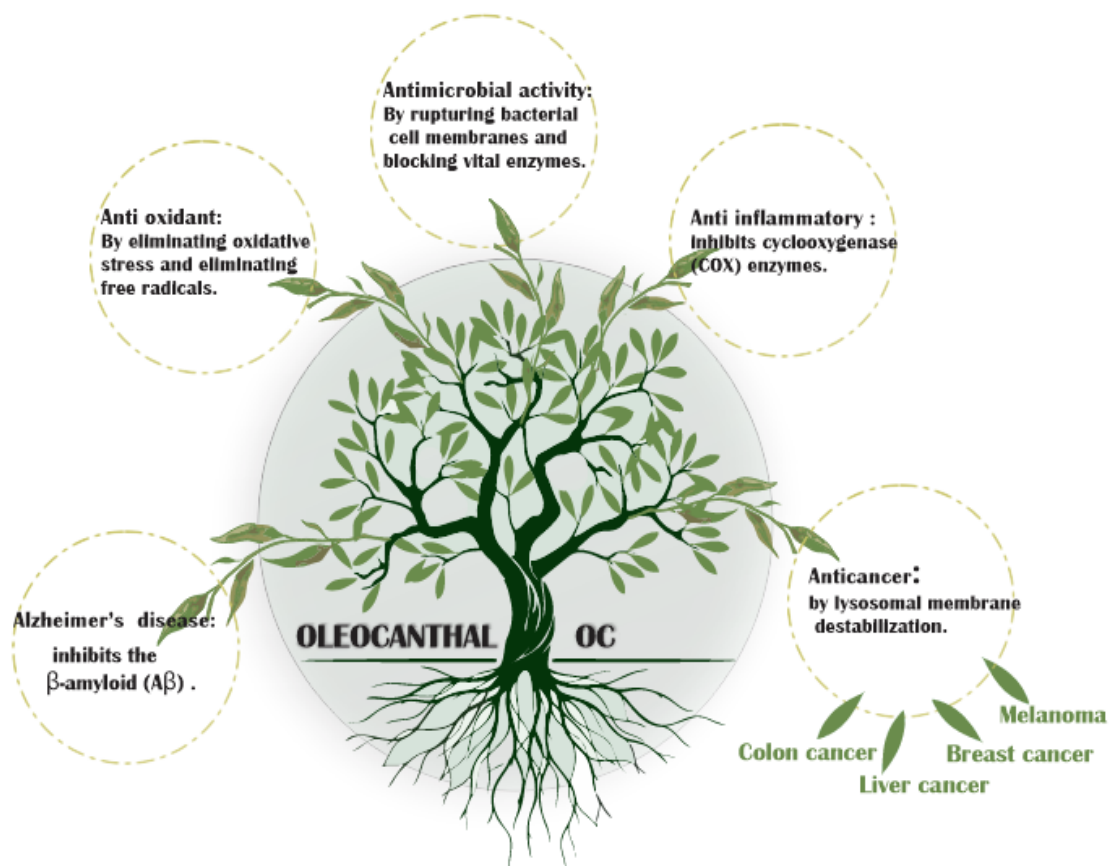 Antimicrobial activity:
By rupturing bacterial
cell membranes and
blocking vital enzymes.
Anti oxidant:
By eliminating oxidative
stress and eliminating
free radicals.
Anti inflammatory :
inhibits cyclooxygenase
(COX) enzymes.
Alzheimer's disease:
inhibits the
β-amyloid (Aβ) .
OLEOCANTHAL OC
Anticancer:
by lysosomal membrane
destabilization.
Melanoma
Colon cancer
Breast cancer
Liver cancer